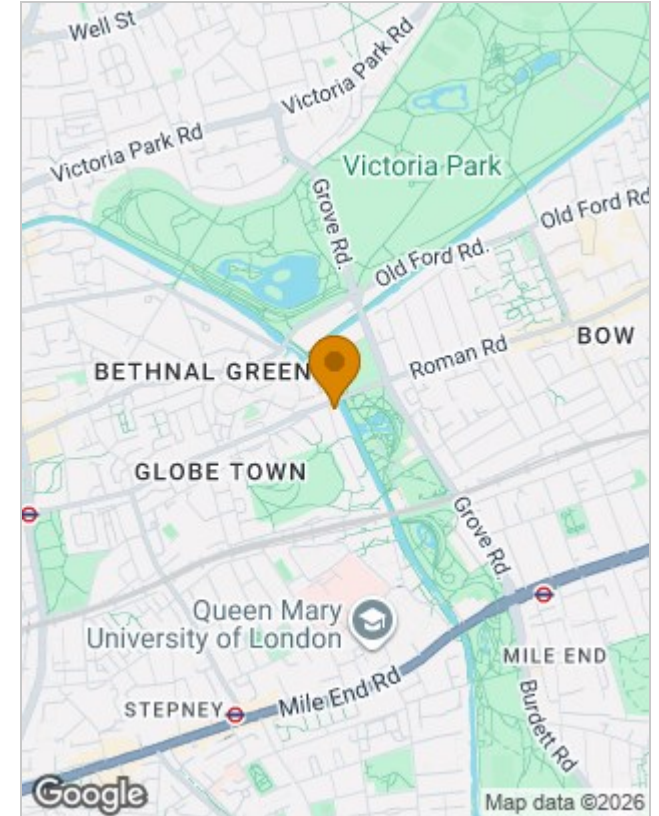 Well St
Victoria Park Rd
Victoria Park Rd
Victoria Park
Grove Rd.
Old Ford Rd
Old Ford Rd.
BOW
Roman Rd
BETHNAL GREEN
GLOBE TOWN
Grove Rd.
Queen Mary
University of London
MILE END
STEPNEY
Mile End Rd
Burdett Rd
Google
Map data ©2026